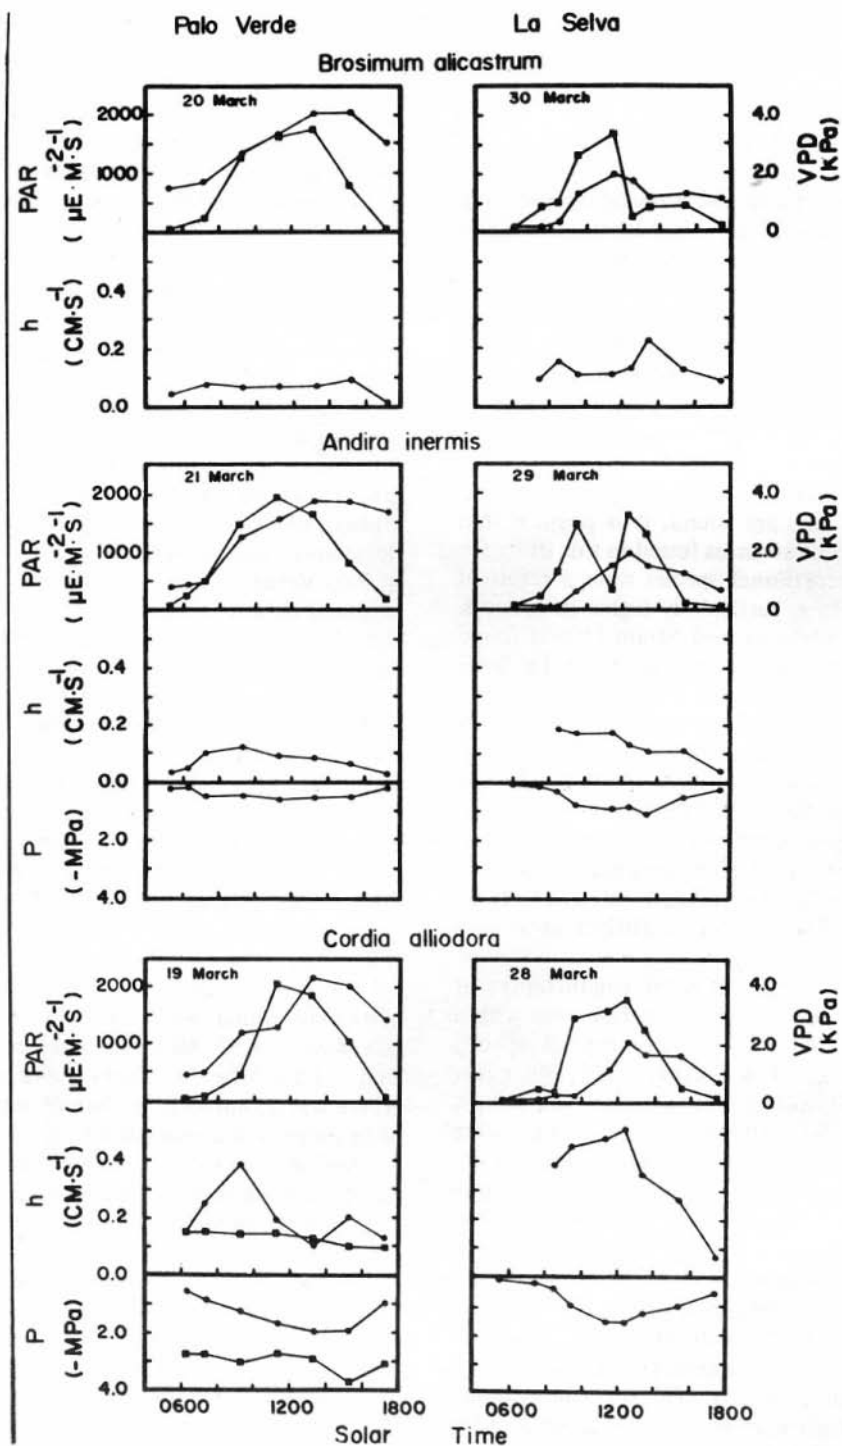 Palo Verde La Selva
Brosimum alicastrum
20 March 30 March
PAR (µE·M⁻²·S⁻¹) 2000 1000
4.0 2.0 0 VPD (KPa)
h (CM·S⁻¹) 0.4 0.2 0.0
Andira inermis
21 March 29 March
PAR (µE·M⁻²·S⁻¹) 2000 1000
4.0 2.0 0 VPD (KPa)
h (CM·S⁻¹) 0.4 0.2 0.0
P (-MPa) 2.0 4.0
Cordia alliodora
19 March 28 March
PAR (µE·M⁻²·S⁻¹) 2000 1000
4.0 2.0 0 VPD (KPa)
h (CM·S⁻¹) 0.4 0.2 0.0
P (-MPa) 2.0 4.0
0600 1200 1800 0600 1200 1800
Solar Time